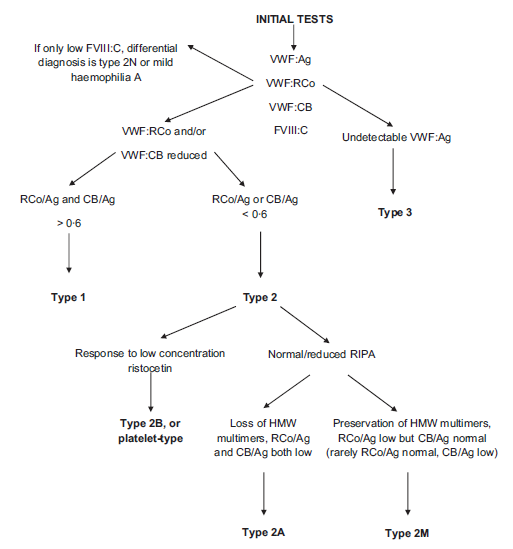 INITIAL TESTS
If only low FVIII:C, differential
diagnosis is type 2N or mild
haemophilia A
VWF:Ag
VWF:RCo
VWF:CB
FVIII:C
VWF:RCo and/or
VWF:CB reduced
Undetectable VWF:Ag
RCo/Ag and CB/Ag
> 0·6
RCo/Ag or CB/Ag
< 0·6
Type 3
Type 1
Type 2
Response to low concentration
ristocetin
Normal/reduced RIPA
Type 2B, or
platelet-type
Loss of HMW
multimers, RCo/Ag
and CB/Ag both low
Preservation of HMW multimers,
RCo/Ag low but CB/Ag normal
(rarely RCo/Ag normal, CB/Ag low)
Type 2A
Type 2M